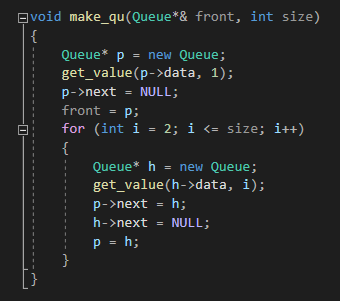 void make_qu(Queue*& front, int size)
{
Queue* p = new Queue;
get_value(p->data, 1);
p->next = NULL;
front = p;
for (int i = 2; i <= size; i++)
{
Queue* h = new Queue;
get_value(h->data, i);
p->next = h;
h->next = NULL;
p = h;
}
}